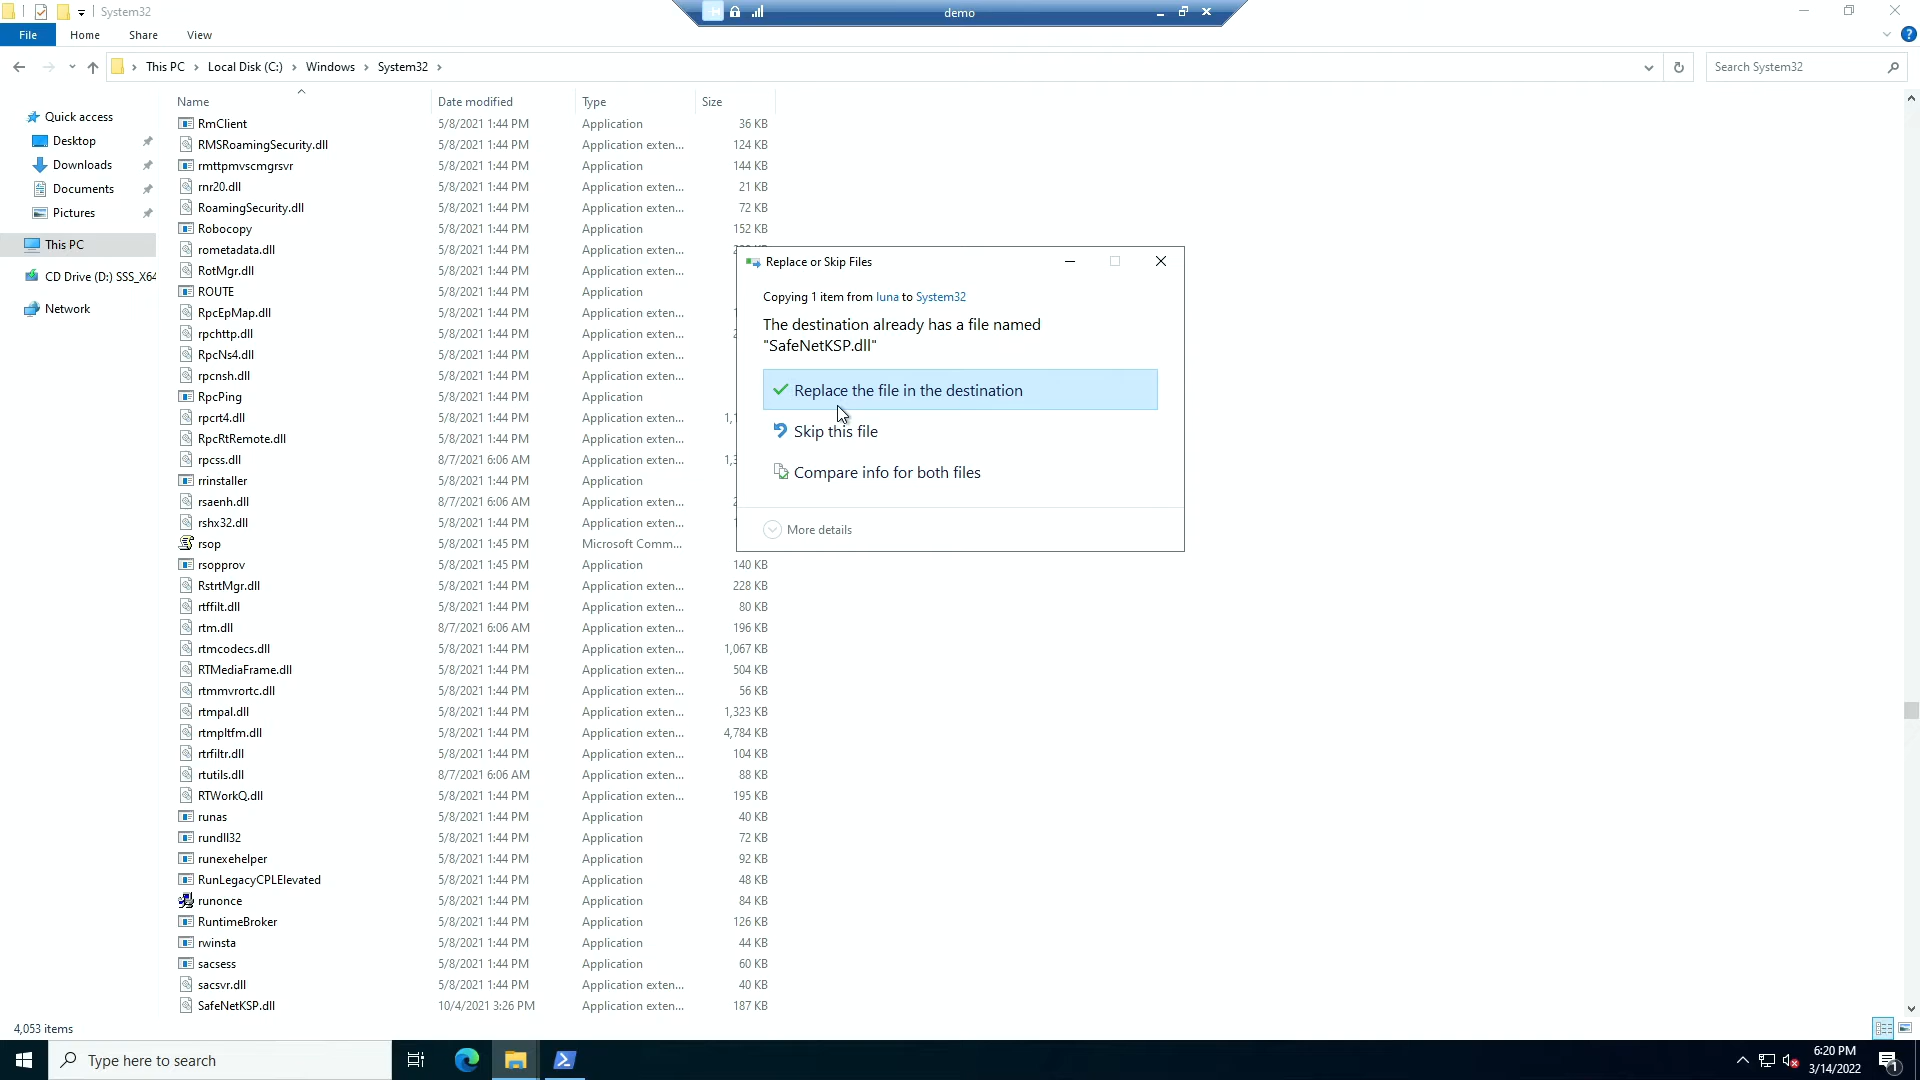 System32
demo
File Home Share View
This PC Local Disk (C:) Windows System32
Search System32
Name Date modified Type Size
Quick access
Desktop
Downloads
Documents
Pictures
This PC
CD Drive (D:) SSS_X64
Network
RmClient 5/8/2021 1:44 PM Application 36 KB
RMSRoamingSecurity.dll 5/8/2021 1:44 PM Application exten... 124 KB
rmttpmvscmgrsvr 5/8/2021 1:44 PM Application 144 KB
rnr20.dll 5/8/2021 1:44 PM Application exten... 21 KB
RoamingSecurity.dll 5/8/2021 1:44 PM Application exten... 72 KB
Robocopy 5/8/2021 1:44 PM Application 152 KB
rometadata.dll 5/8/2021 1:44 PM Application exten...
RotMgr.dll 5/8/2021 1:44 PM Application exten...
ROUTE 5/8/2021 1:44 PM Application
RpcEpMap.dll 5/8/2021 1:44 PM Application exten...
rpchttp.dll 5/8/2021 1:44 PM Application exten...
RpcNs4.dll 5/8/2021 1:44 PM Application exten...
rpcnsh.dll 5/8/2021 1:44 PM Application exten...
RpcPing 5/8/2021 1:44 PM Application
rpcrt4.dll 5/8/2021 1:44 PM Application exten...
RpcRtRemote.dll 5/8/2021 1:44 PM Application exten...
rpcss.dll 8/7/2021 6:06 AM Application exten...
rrinstaller 5/8/2021 1:44 PM Application
rsaenh.dll 8/7/2021 6:06 AM Application exten...
rshx32.dll 5/8/2021 1:44 PM Application exten...
rsop 5/8/2021 1:45 PM Microsoft Comm...
rsopprov 5/8/2021 1:45 PM Application 140 KB
RstrtMgr.dll 5/8/2021 1:44 PM Application exten... 228 KB
rtffilt.dll 5/8/2021 1:44 PM Application exten... 80 KB
rtm.dll 8/7/2021 6:06 AM Application exten... 196 KB
rtmcodecs.dll 5/8/2021 1:44 PM Application exten... 1,067 KB
RTMediaFrame.dll 5/8/2021 1:44 PM Application exten... 504 KB
rtmmvrortc.dll 5/8/2021 1:44 PM Application exten... 56 KB
rtmpal.dll 5/8/2021 1:44 PM Application exten... 1,323 KB
rtmpltfm.dll 5/8/2021 1:44 PM Application exten... 4,784 KB
rtrfiltr.dll 5/8/2021 1:44 PM Application exten... 104 KB
rtutils.dll 8/7/2021 6:06 AM Application exten... 88 KB
RTWorkQ.dll 5/8/2021 1:44 PM Application exten... 195 KB
runas 5/8/2021 1:44 PM Application 40 KB
rundll32 5/8/2021 1:44 PM Application 72 KB
runexehelper 5/8/2021 1:44 PM Application 92 KB
RunLegacyCPLElevated 5/8/2021 1:44 PM Application 48 KB
runonce 5/8/2021 1:44 PM Application 84 KB
RuntimeBroker 5/8/2021 1:44 PM Application 126 KB
rwinsta 5/8/2021 1:44 PM Application 44 KB
sacsess 5/8/2021 1:44 PM Application 60 KB
sacsvr.dll 5/8/2021 1:44 PM Application exten... 40 KB
SafeNetKSP.dll 10/4/2021 3:26 PM Application exten... 187 KB
Replace or Skip Files
Copying 1 item from luna to System32
The destination already has a file named
"SafeNetKSP.dll"
Replace the file in the destination
Skip this file
Compare info for both files
More details
4,053 items
Type here to search
6:20 PM
3/14/2022
1